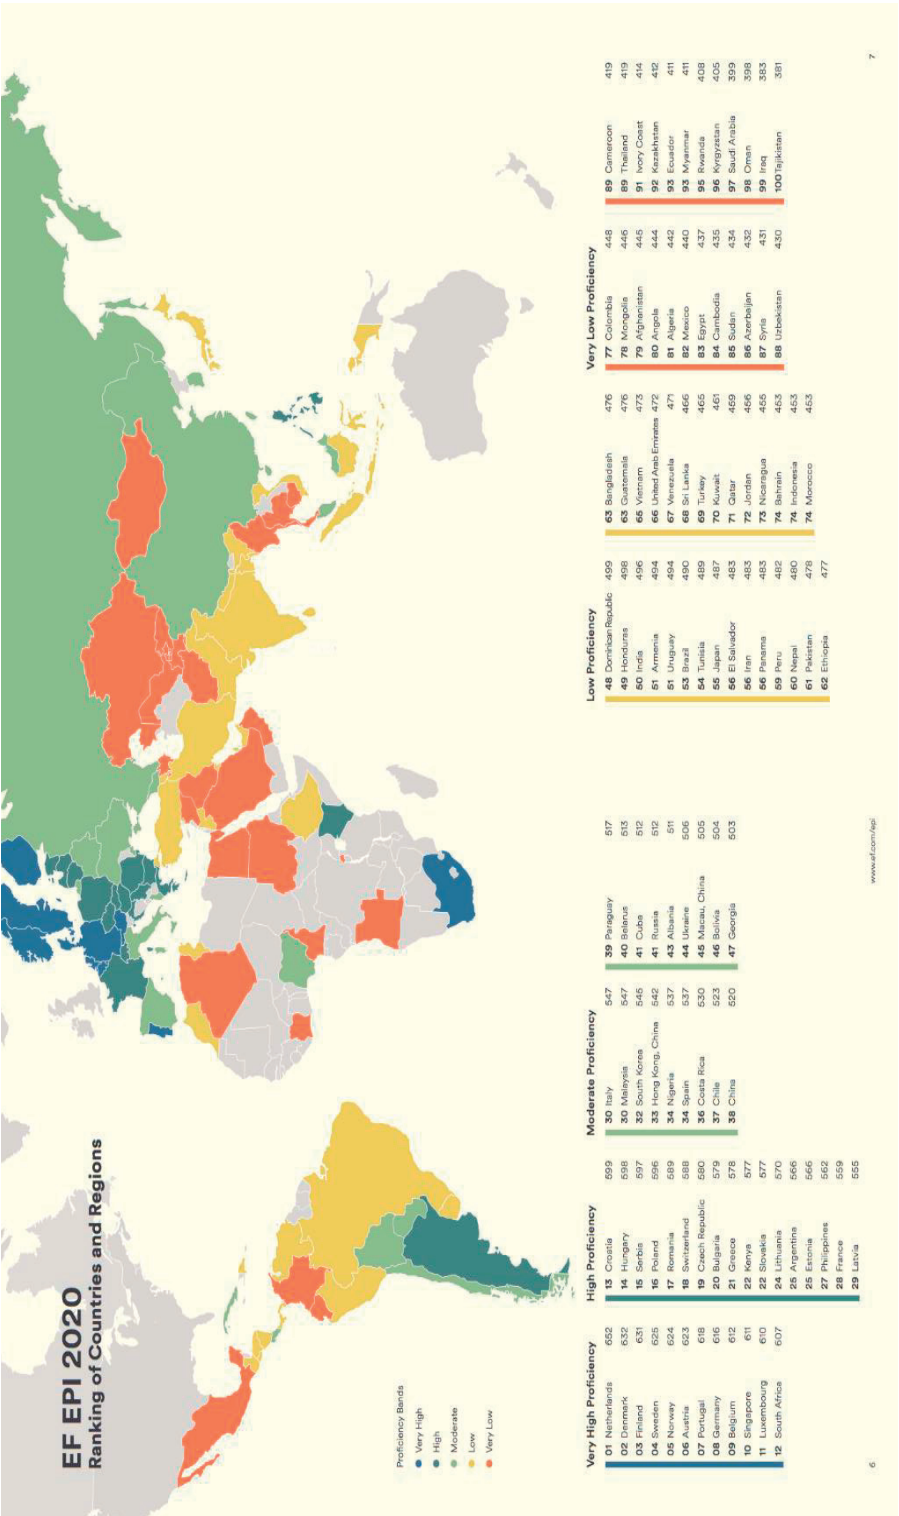 EF EPI 2020
Ranking of Countries and Regions
Proficiency Bands
Very High
High
Moderate
Low
Very Low
Very High Proficiency
01 Netherlands 652
02 Denmark 632
03 Finland 631
04 Sweden 625
05 Norway 624
06 Austria 623
07 Portugal 618
08 Germany 616
09 Belgium 612
10 Singapore 611
11 Luxembourg 610
12 South Africa 607
High Proficiency
13 Croatia 599
14 Hungary 598
15 Serbia 597
16 Poland 596
17 Romania 589
18 Switzerland 588
19 Czech Republic 580
20 Bulgaria 579
21 Greece 578
22 Kenya 577
22 Slovakia 577
24 Lithuania 570
25 Argentina 566
25 Estonia 566
27 Philippines 562
28 France 559
29 Latvia 555
Moderate Proficiency
30 Italy 547
30 Malaysia 547
32 South Korea 545
33 Hong Kong, China 542
34 Nigeria 537
34 Spain 537
36 Costa Rica 530
37 Chile 523
38 China 520
39 Paraguay 517
40 Belarus 513
41 Cuba 512
41 Russia 512
43 Albania 511
44 Ukraine 506
45 Macau, China 505
46 Bolivia 504
47 Georgia 503
Low Proficiency
48 Dominican Republic 499
49 Honduras 498
50 India 496
51 Armenia 494
51 Uruguay 494
53 Brazil 490
54 Tunisia 489
55 Japan 487
56 El Salvador 483
56 Iran 483
56 Panama 483
59 Peru 482
60 Nepal 480
61 Pakistan 478
62 Ethiopia 477
63 Bangladesh 476
63 Guatemala 476
65 Vietnam 473
66 United Arab Emirates 472
67 Venezuela 471
68 Sri Lanka 466
69 Turkey 465
70 Kuwait 461
71 Qatar 459
72 Jordan 456
73 Nicaragua 455
74 Bahrain 453
74 Indonesia 453
74 Morocco 453
Very Low Proficiency
77 Colombia 448
78 Mongolia 446
79 Afghanistan 445
80 Angola 444
81 Algeria 442
82 Mexico 440
83 Egypt 437
84 Cambodia 435
85 Sudan 434
86 Azerbaijan 432
87 Syria 431
88 Uzbekistan 430
89 Cameroon 419
89 Thailand 419
91 Ivory Coast 414
92 Kazakhstan 412
93 Ecuador 411
93 Myanmar 411
95 Rwanda 408
96 Kyrgyzstan 405
97 Saudi Arabia 399
98 Oman 398
99 Iraq 383
100 Tajikistan 381
6
www.ef.com/epi
7